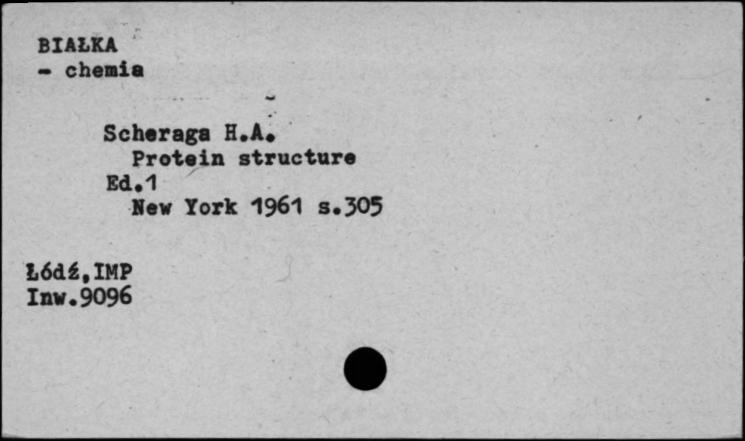 BIAŁKA
- chemia
Scheraga H.A.
Protein structure
Ed.1
New York 1961 s.305
Łódź,IMP
Inw.9096